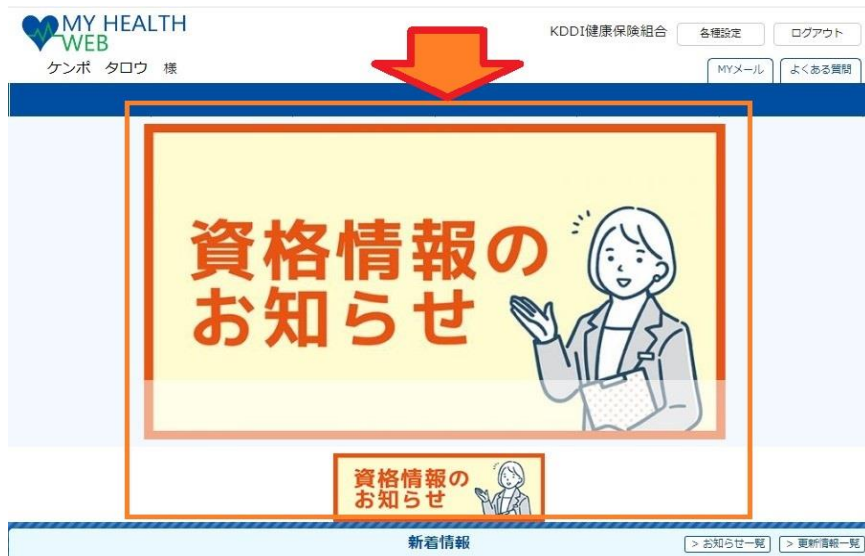 MY HEALTH
WEB
KDDI健康保険組合
各種設定
ログアウト
ケンポ タロウ 様
MYメール
よくある質問
資格情報の
お知らせ
資格情報の
お知らせ
新着情報
> お知らせ一覧
> 更新情報一覧